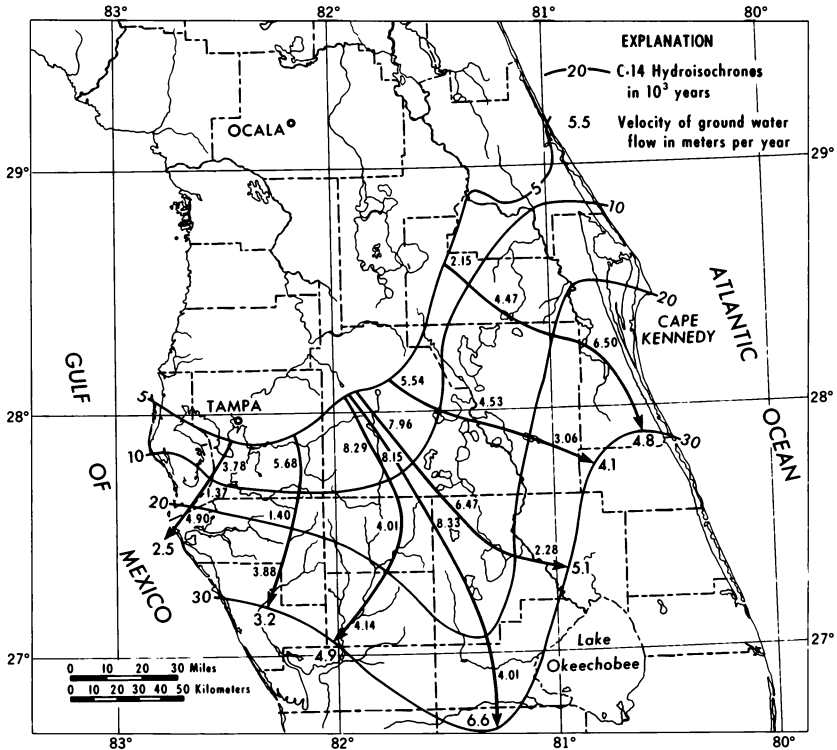 83° 82° 81° 80°
EXPLANATION
20 C-14 Hydroisochrones
in 10³ years
5.5 Velocity of ground water
flow in meters per year
OCALA
29° 29°
5
10
2.15
20
4.47
ATLANTIC
OCEAN
CAPE
KENNEDY
6.50
GULF
OF
MEXICO
5.54
5
TAMPA
4.53
28° 28°
7.96
3.06
4.8
30
8.29
8.15
10
3.78
5.68
4.1
1.37
20
4.90
1.40
6.47
4.01
8.33
2.5
2.28
5.1
3.88
30
3.2
4.14
Lake
Okeechobee
4.9
27° 27°
4.01
0 10 20 30 Miles
0 10 20 30 40 50 Kilometers
6.6
83° 82° 81° 80°